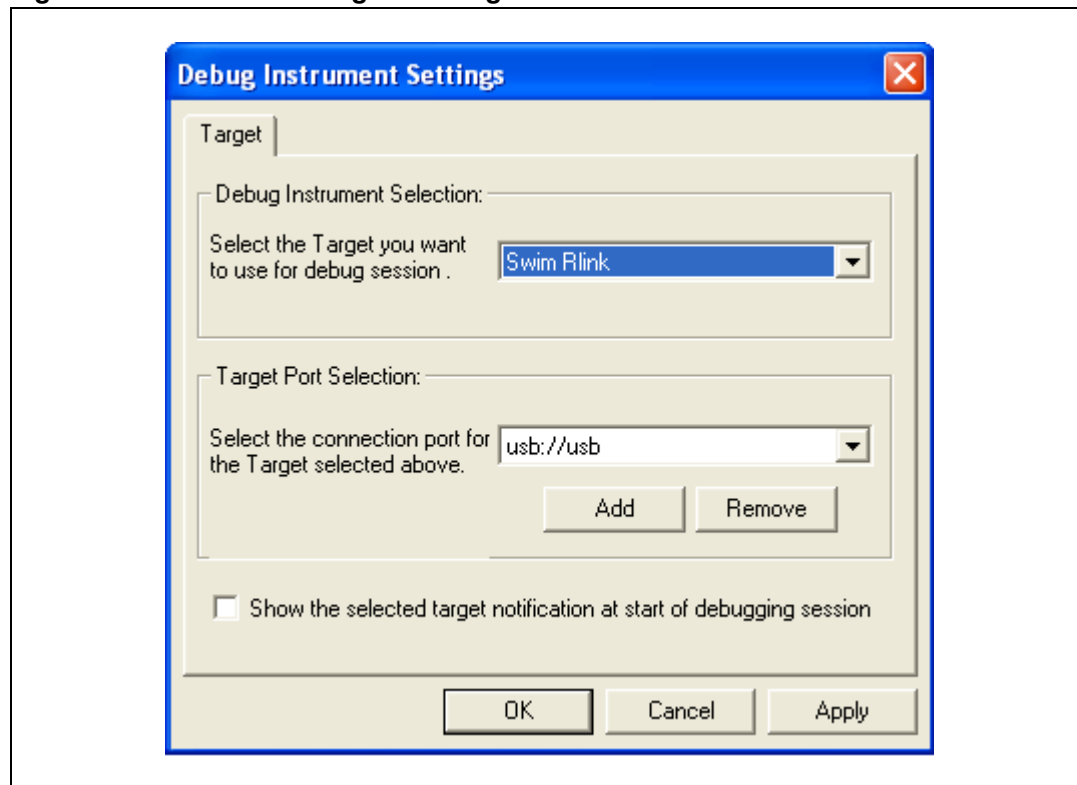 Debug Instrument Settings
Target
Debug Instrument Selection:
Select the Target you want
to use for debug session .
Swim Rlink
Target Port Selection:
Select the connection port for
the Target selected above.
usb://usb
Add
Remove
Show the selected target notification at start of debugging session
OK
Cancel
Apply